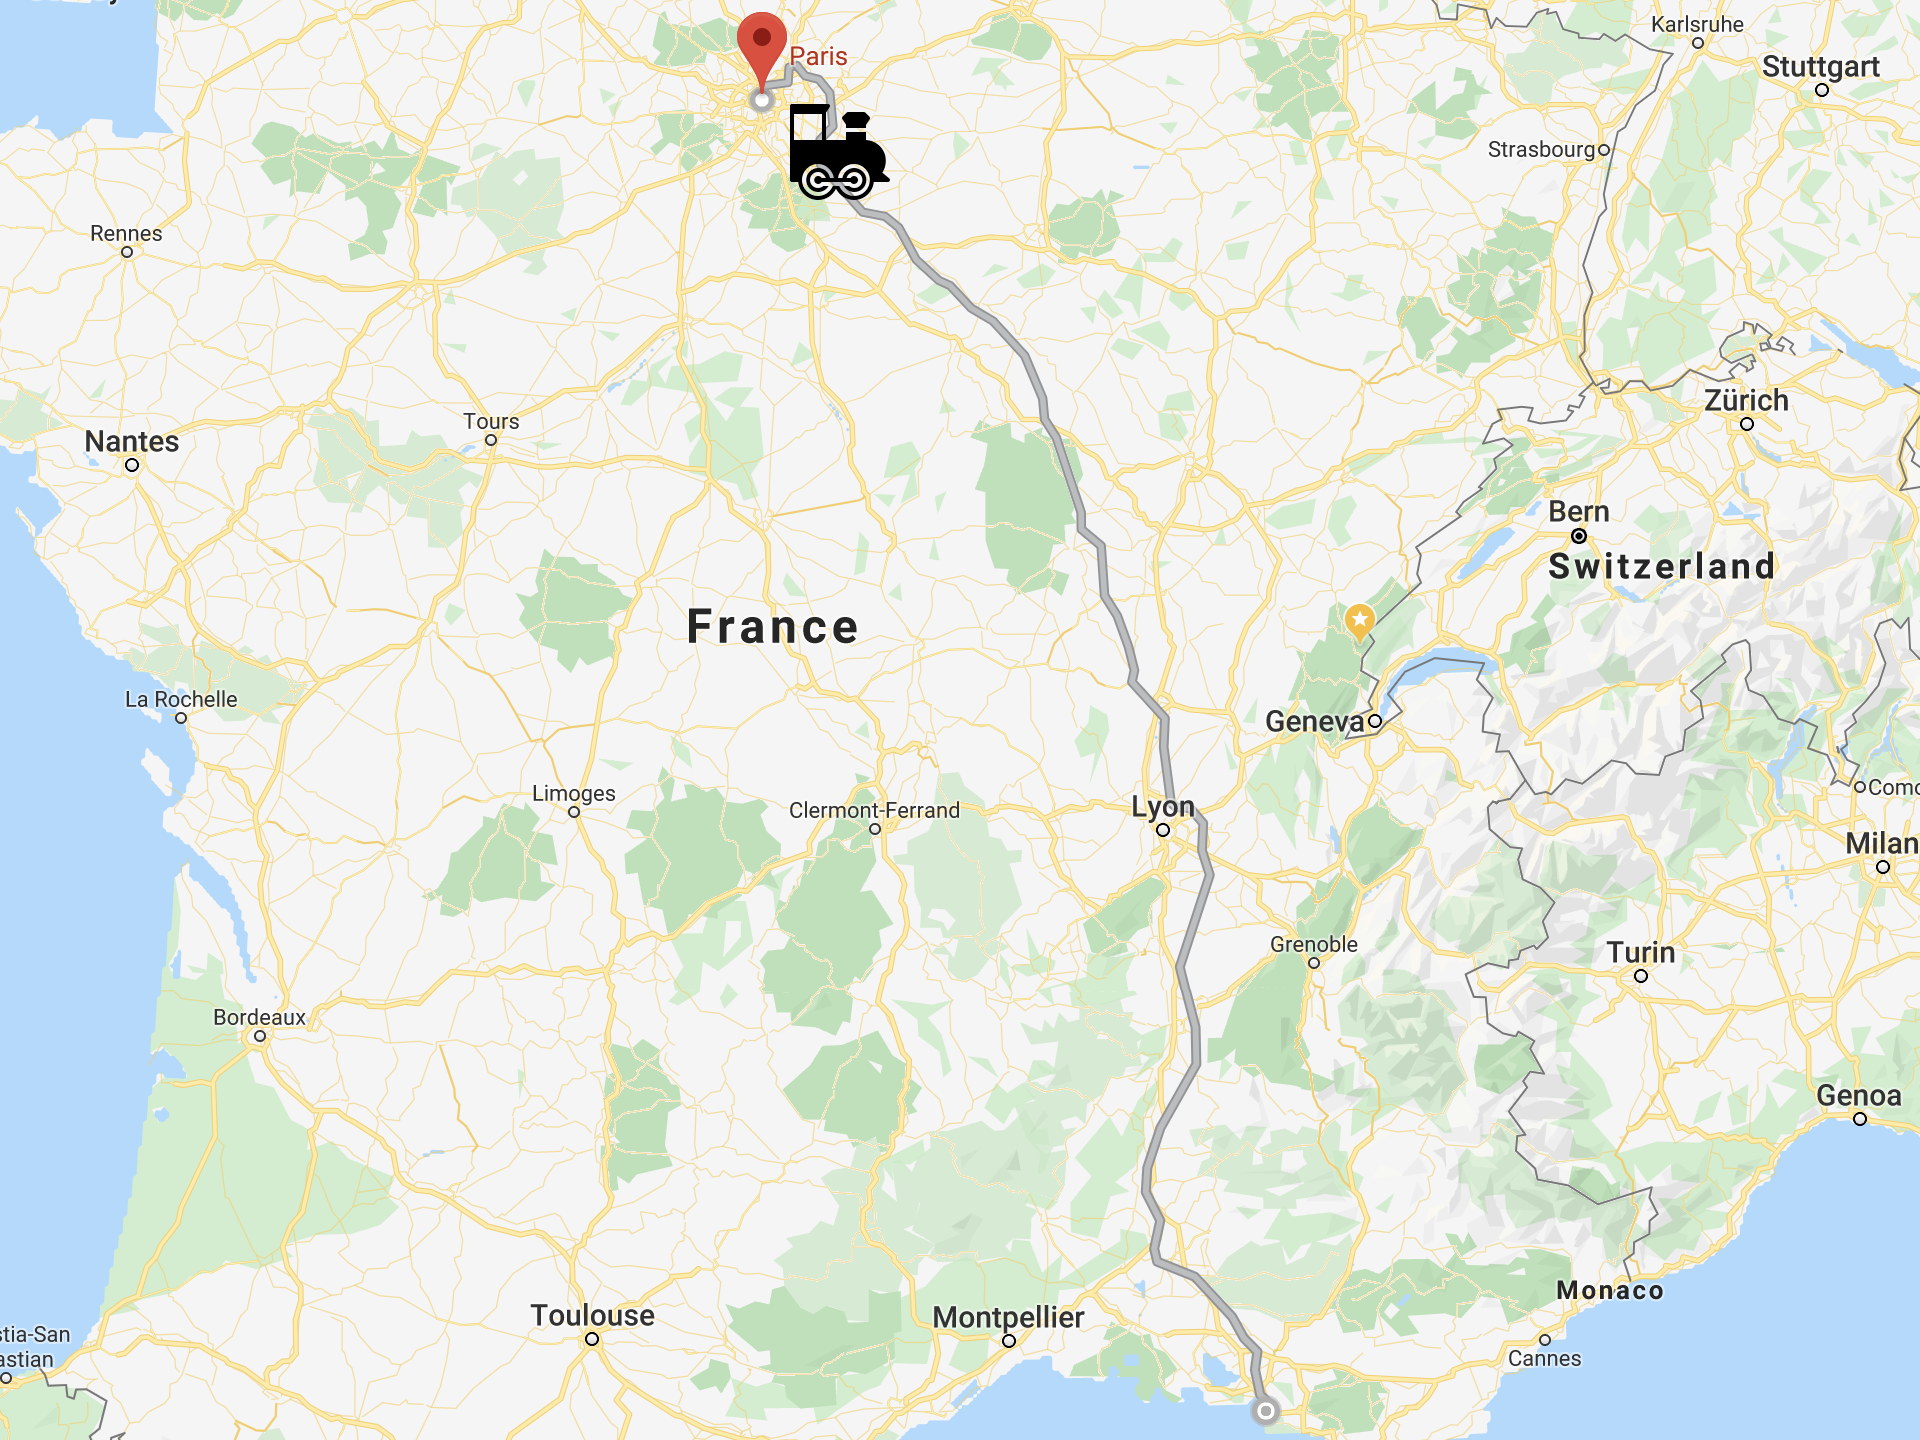 Karlsruhe
Paris
Stuttgart
Strasbourg
Rennes
Zürich
Tours
Nantes
Bern
Switzerland
France
La Rochelle
Geneva
Como
Limoges
Lyon
Clermont-Ferrand
Milan
Grenoble
Turin
Bordeaux
Genoa
Monaco
Toulouse
Montpellier
stia-San
astian
Cannes